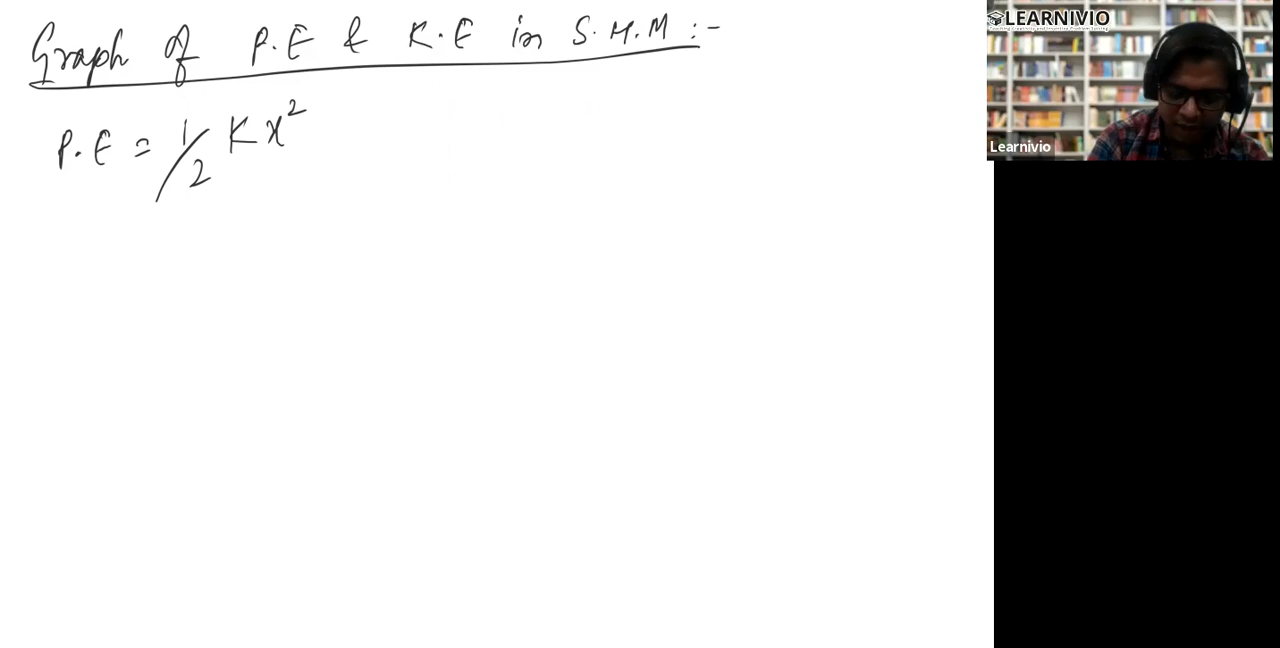 Graph of P.E & K.E in S.H.M :-
P.E = 1/2 Kx²
LEARNIVIO
Learnivio